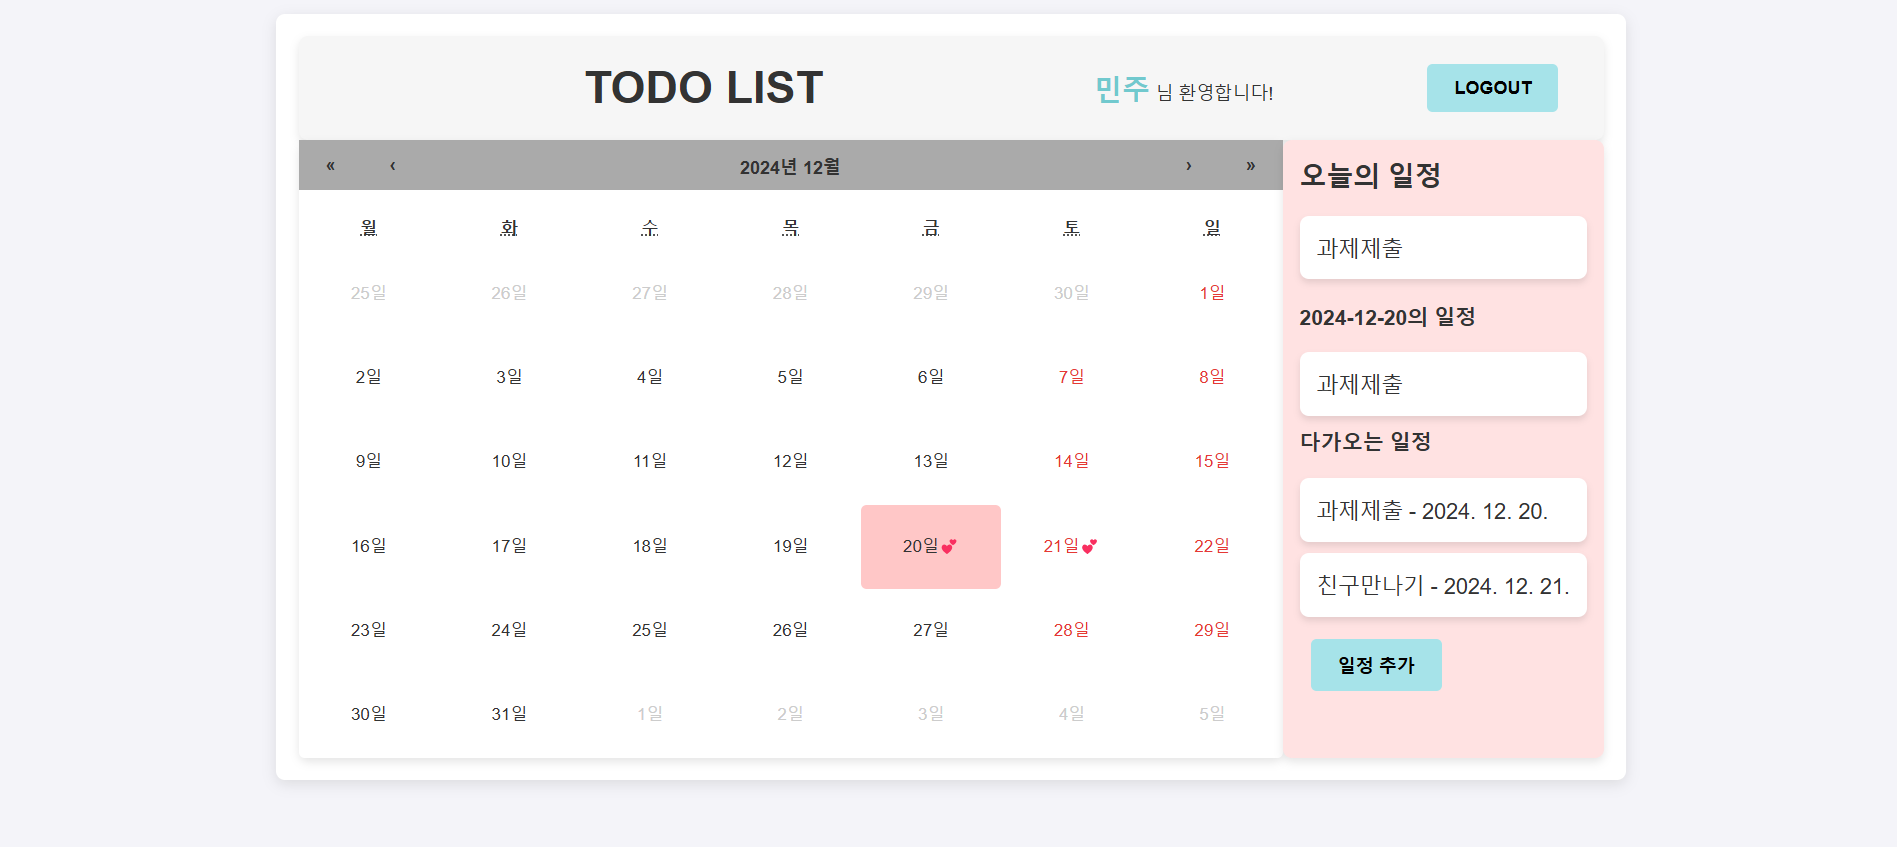 TODO LIST
민주 님 환영합니다!
LOGOUT
« ‹ 2024년 12월 › »
월 화 수 목 금 토 일
25일 26일 27일 28일 29일 30일 1일
2일 3일 4일 5일 6일 7일 8일
9일 10일 11일 12일 13일 14일 15일
16일 17일 18일 19일 20일💕 21일💕 22일
23일 24일 25일 26일 27일 28일 29일
30일 31일 1일 2일 3일 4일 5일
오늘의 일정
과제제출
2024-12-20의 일정
과제제출
다가오는 일정
과제제출 - 2024. 12. 20.
친구만나기 - 2024. 12. 21.
일정 추가